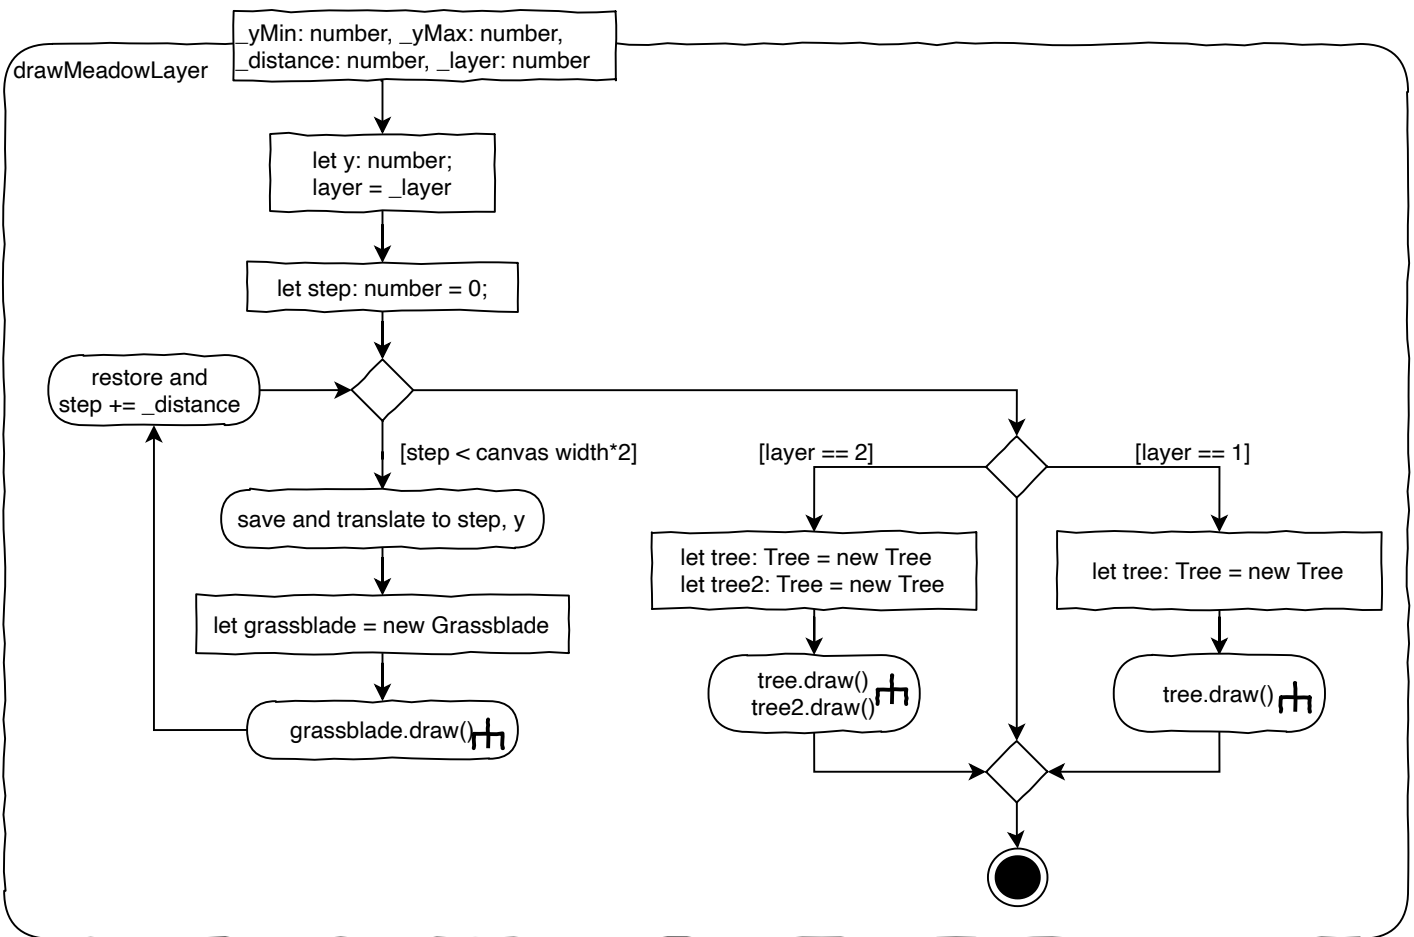 _yMin: number, _yMax: number,
_distance: number, _layer: number
drawMeadowLayer
let y: number;
layer = _layer
let step: number = 0;
restore and
step += _distance
[step < canvas width*2]
[layer == 2]
[layer == 1]
save and translate to step, y
let tree: Tree = new Tree
let tree2: Tree = new Tree
let tree: Tree = new Tree
let grassblade = new Grassblade
tree.draw()
tree2.draw()
tree.draw()
grassblade.draw()